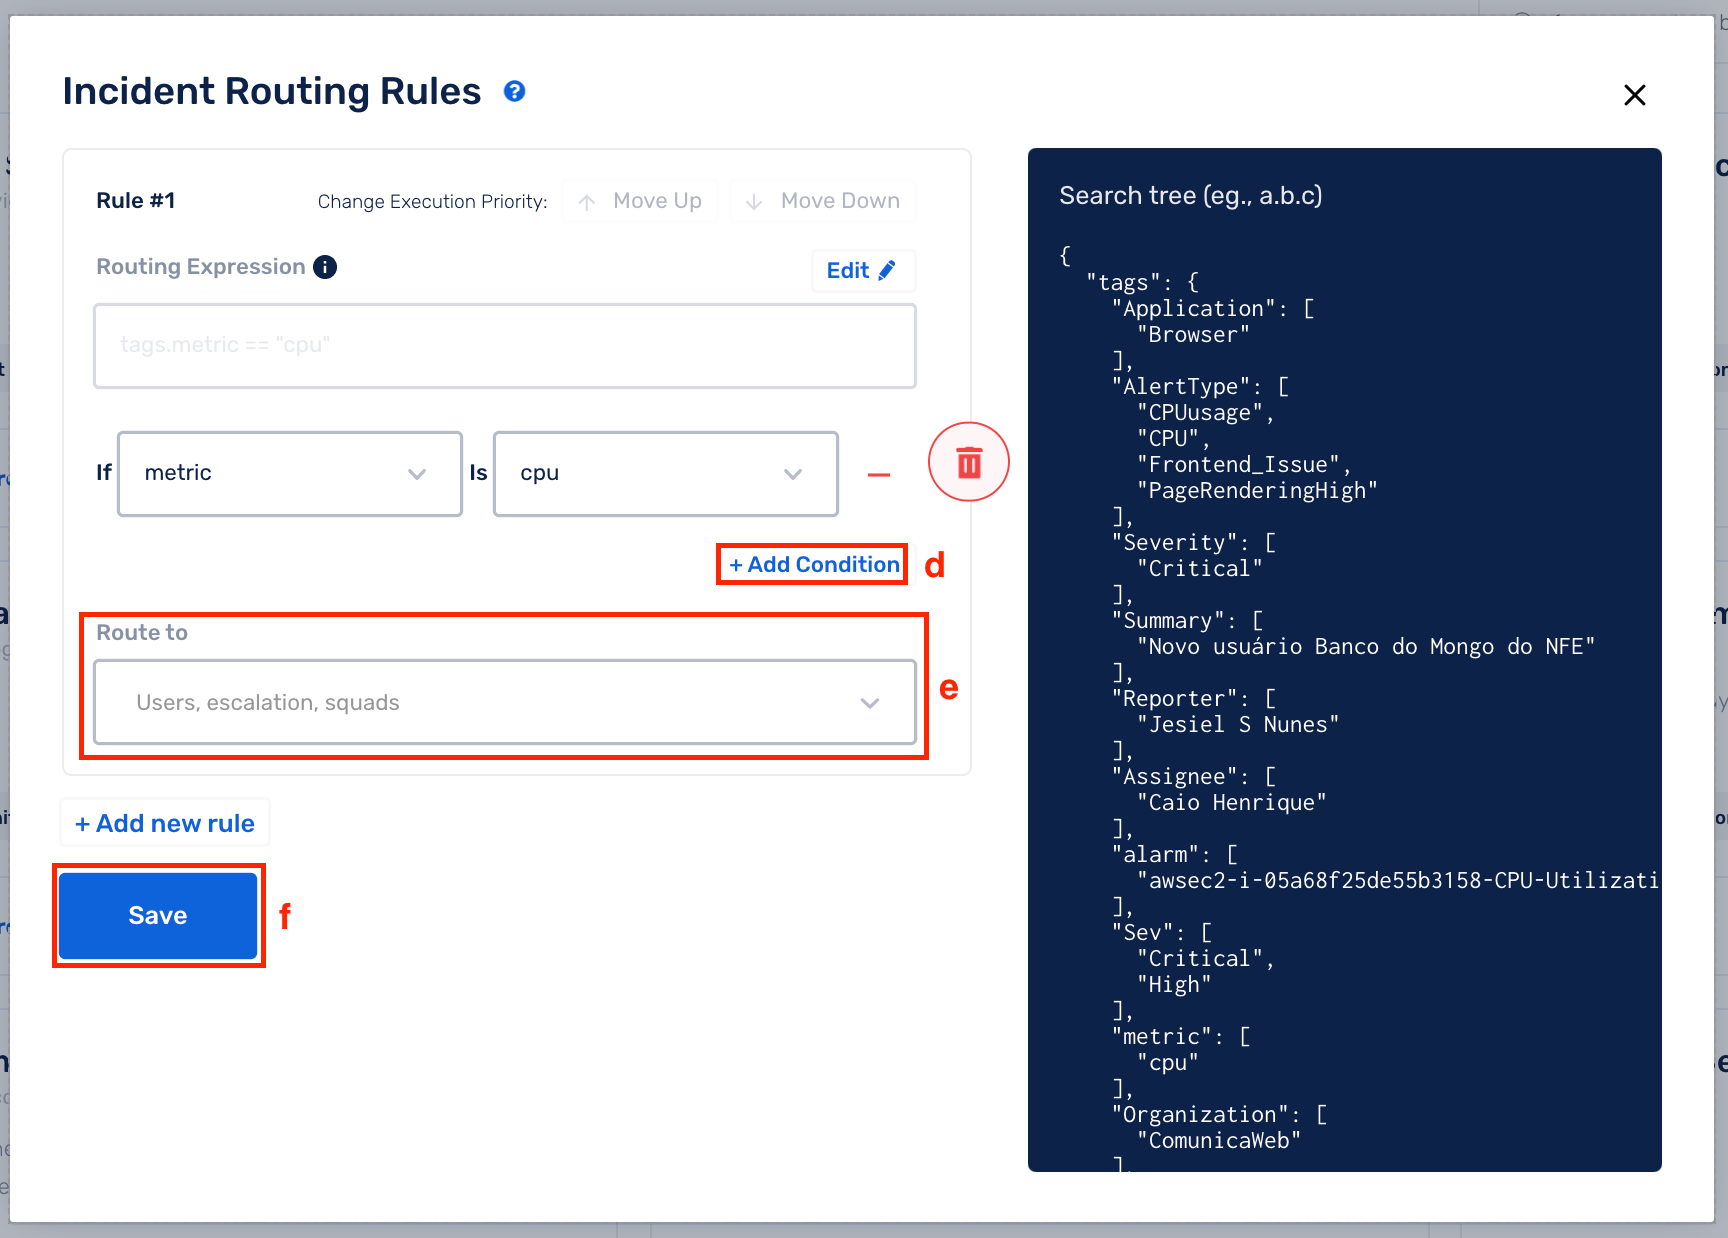 Incident Routing Rules ?
Rule #1 Change Execution Priority: Move Up Move Down
Routing Expression i Edit
tags.metric == "cpu"
If metric Is cpu
+ Add Condition d
Route to
Users, escalation, squads e
+ Add new rule
Save f
Search tree (eg., a.b.c)
{
"tags": {
"Application": [
"Browser"
],
"AlertType": [
"CPUusage",
"CPU",
"Frontend_Issue",
"PageRenderingHigh"
],
"Severity": [
"Critical"
],
"Summary": [
"Novo usuário Banco do Mongo do NFE"
],
"Reporter": [
"Jesiel S Nunes"
],
"Assignee": [
"Caio Henrique"
],
"alarm": [
"awsec2-i-05a68f25de55b3158-CPU-Utilizati
],
"Sev": [
"Critical",
"High"
],
"metric": [
"cpu"
],
"Organization": [
"ComunicaWeb"
],